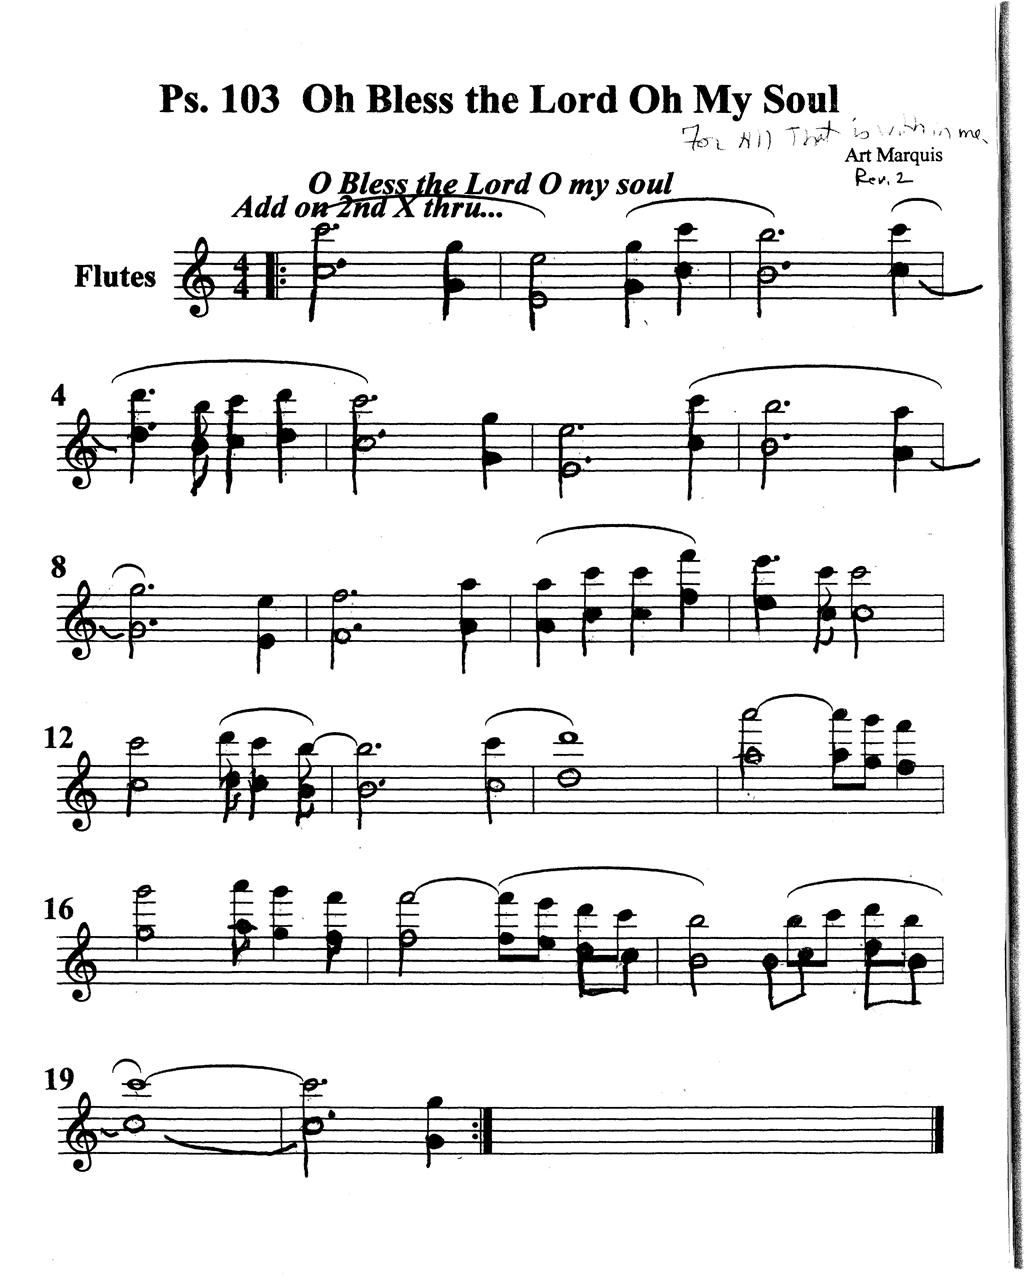 Ps. 103 Oh Bless the Lord Oh My Soul
For All That is within me.
Art Marquis
Rev. 2
O Bless the Lord O my soul
Add on 2nd X thru...
Flutes
4
4
4
8
12
16
19